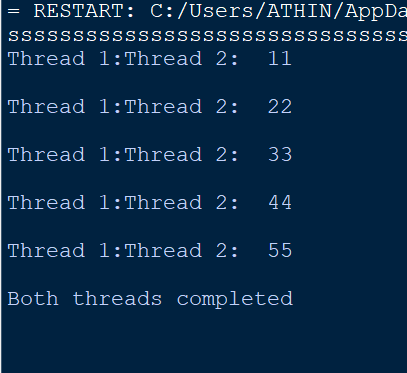 = RESTART: C:/Users/ATHIN/AppDa
sssssssssssssssssssssssssssssss
Thread 1:Thread 2:  11
Thread 1:Thread 2:  22
Thread 1:Thread 2:  33
Thread 1:Thread 2:  44
Thread 1:Thread 2:  55
Both threads completed